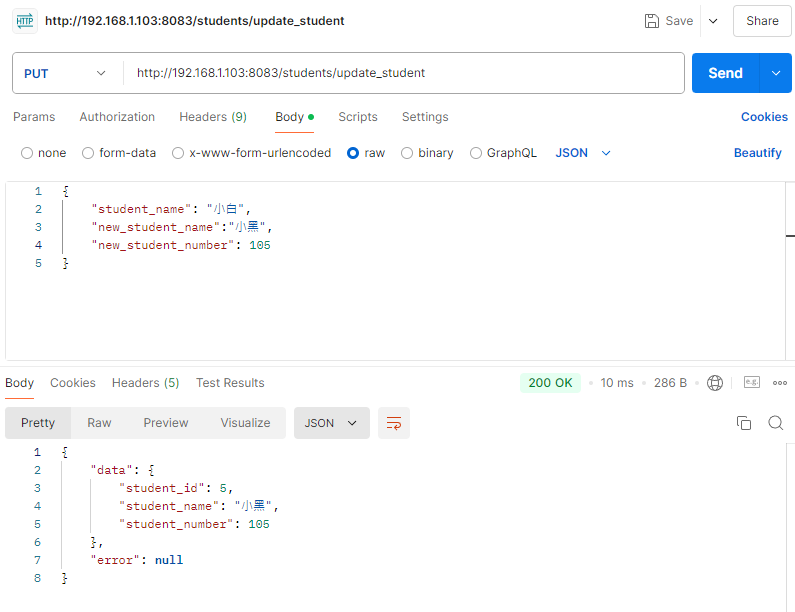 HTTP http://192.168.1.103:8083/students/update_student Save Share
PUT http://192.168.1.103:8083/students/update_student Send
Params Authorization Headers (9) Body Scripts Settings Cookies
none form-data x-www-form-urlencoded raw binary GraphQL JSON Beautify
1 {
2 "student_name": "小白",
3 "new_student_name":"小黑",
4 "new_student_number": 105
5 }
Body Cookies Headers (5) Test Results 200 OK 10 ms 286 B e.g.
Pretty Raw Preview Visualize JSON
1 {
2 "data": {
3 "student_id": 5,
4 "student_name": "小黑",
5 "student_number": 105
6 },
7 "error": null
8 }